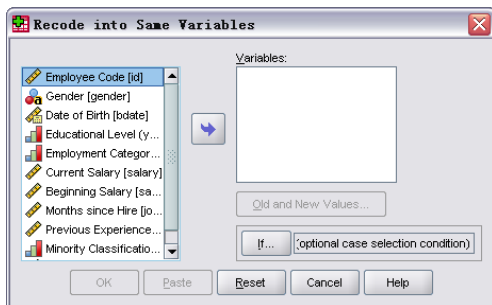 Recode into Same Variables
Variables:
Employee Code [id]
Gender [gender]
Date of Birth [bdate]
Educational Level (y...
Employment Categor...
Current Salary [salary]
Beginning Salary [sa...
Months since Hire [jo...
Previous Experience...
Minority Classificatio...
Old and New Values...
If... (optional case selection condition)
OK Paste Reset Cancel Help